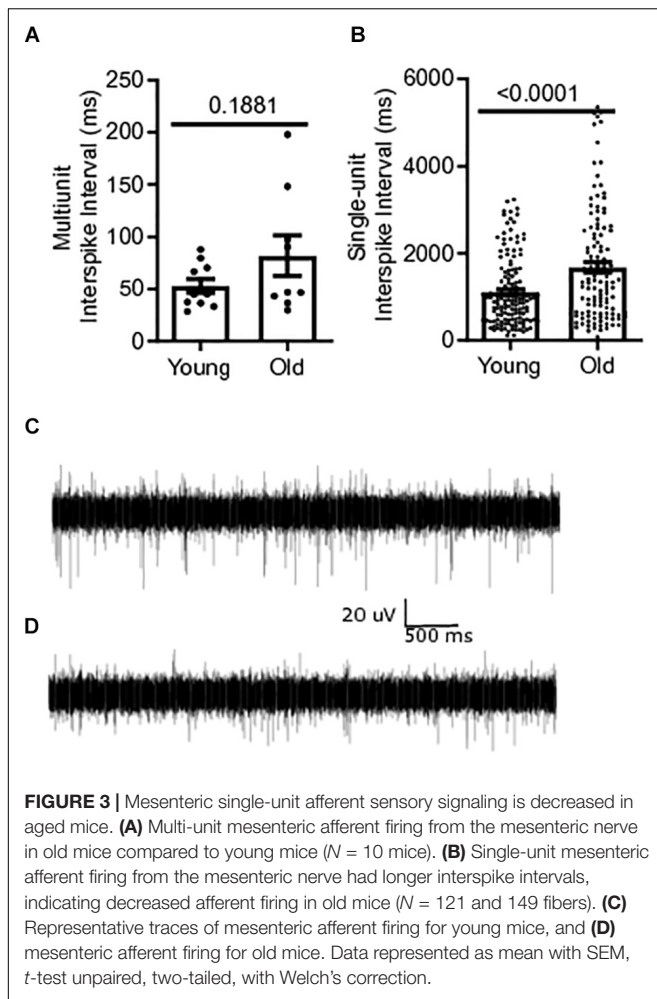 A
B
250
200
150
100
50
0
Multiunit
Interspike Interval (ms)
0.1881
Young
Old
6000
4000
2000
0
Single-unit
Interspike Interval (ms)
<0.0001
Young
Old
C
20 uV
500 ms
D
FIGURE 3 | Mesenteric single-unit afferent sensory signaling is decreased in
aged mice. (A) Multi-unit mesenteric afferent firing from the mesenteric nerve
in old mice compared to young mice (N = 10 mice). (B) Single-unit mesenteric
afferent firing from the mesenteric nerve had longer interspike intervals,
indicating decreased afferent firing in old mice (N = 121 and 149 fibers). (C)
Representative traces of mesenteric afferent firing for young mice, and (D)
mesenteric afferent firing for old mice. Data represented as mean with SEM,
t-test unpaired, two-tailed, with Welch's correction.